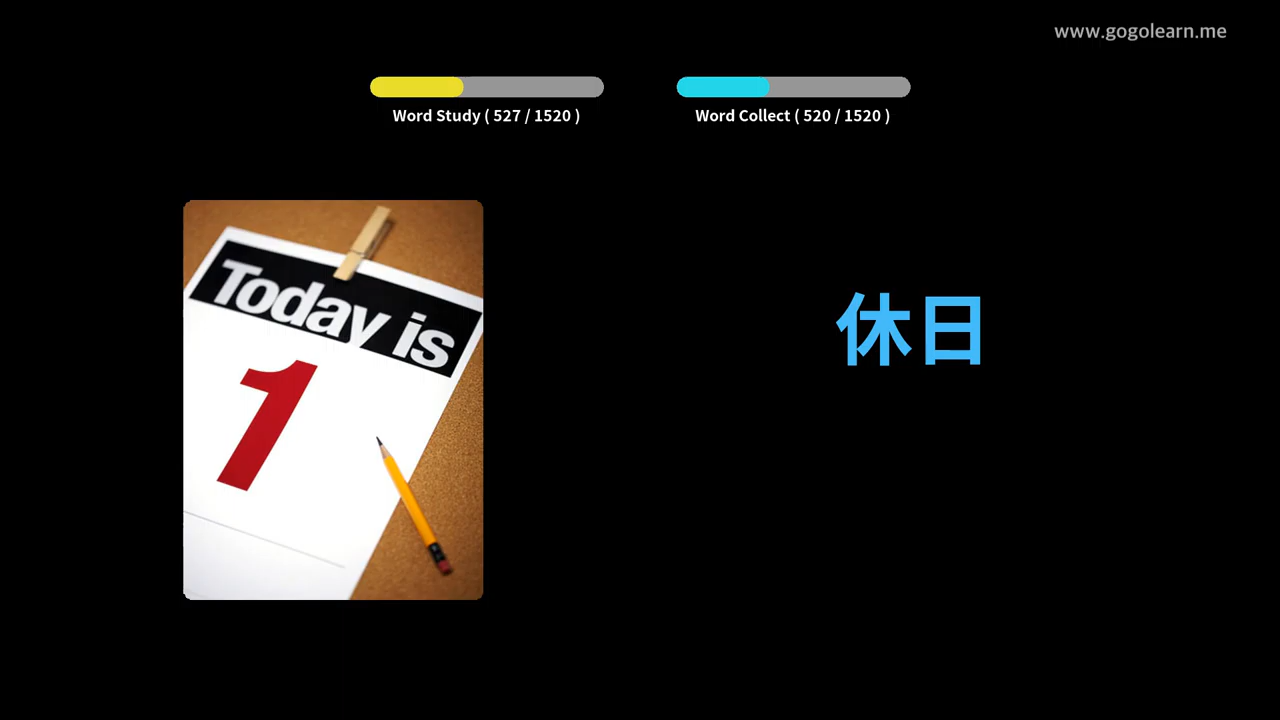 www.gogolearn.me
Word Study ( 527 / 1520 )
Word Collect ( 520 / 1520 )
Today is
1
休日